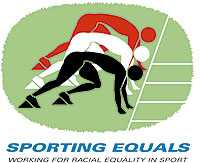 SPORTING EQUALS
WORKING FOR RACIAL EQUALITY IN SPORT